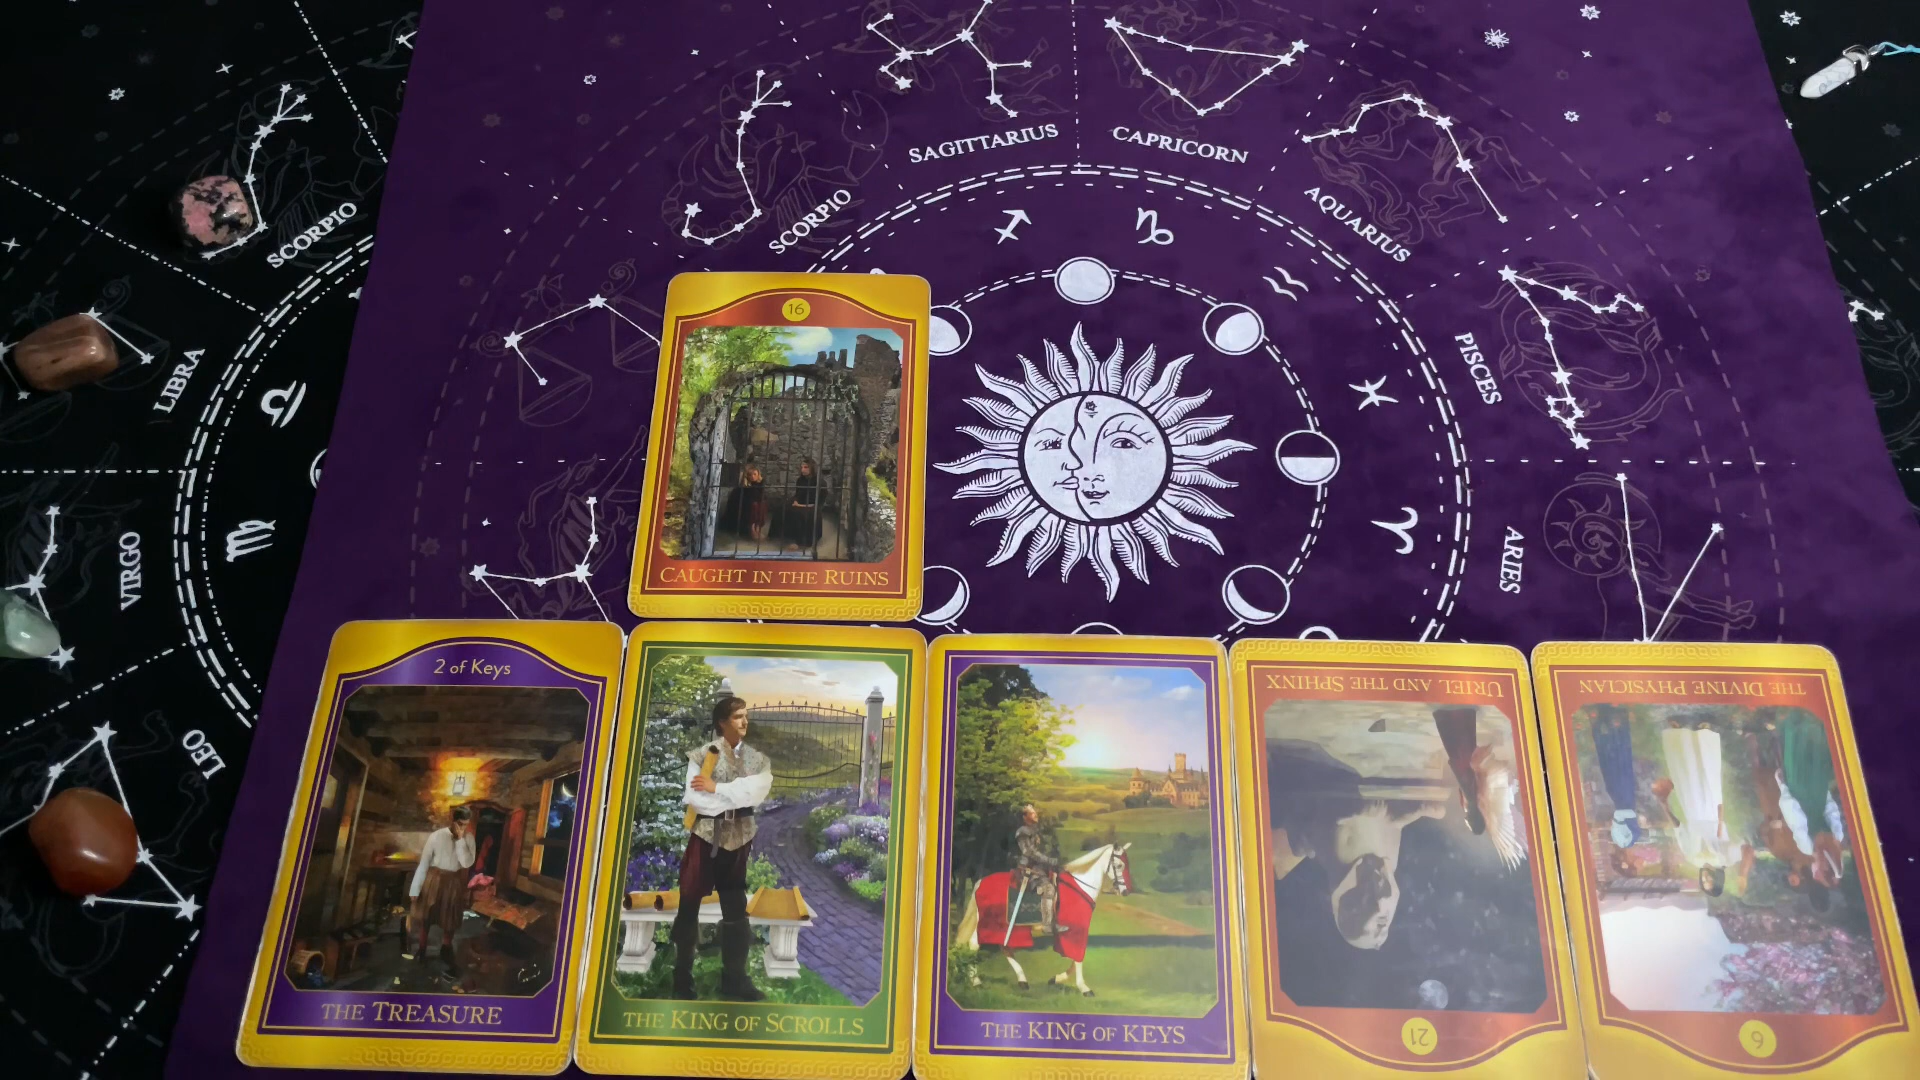 SAGITTARIUS
CAPRICORN
SCORPIO
SCORPIO
AQUARIUS
LIBRA
PISCES
VIRGO
ARIES
LEO
16
CAUGHT IN THE RUINS
2 of Keys
THE TREASURE
THE KING OF SCROLLS
THE KING OF KEYS
URIEL AND THE SPHINX
21
THE DIVINE PHYSICIAN
6